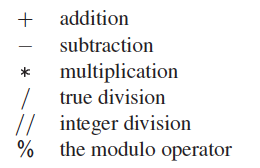 + addition
− subtraction
* multiplication
/ true division
// integer division
% the modulo operator